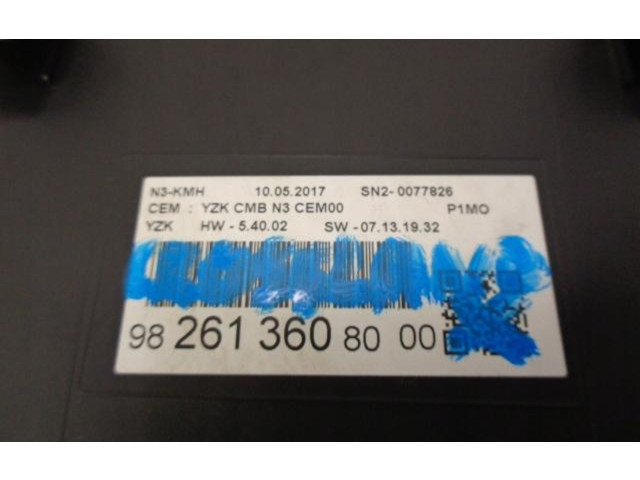 N3-KMH 10.05.2017 SN2- 0077826
CEM : YZK CMB N3 CEM00 P1MO
YZK HW - 5.40.02 SW - 07.13.19.32
98 261 360 80 00